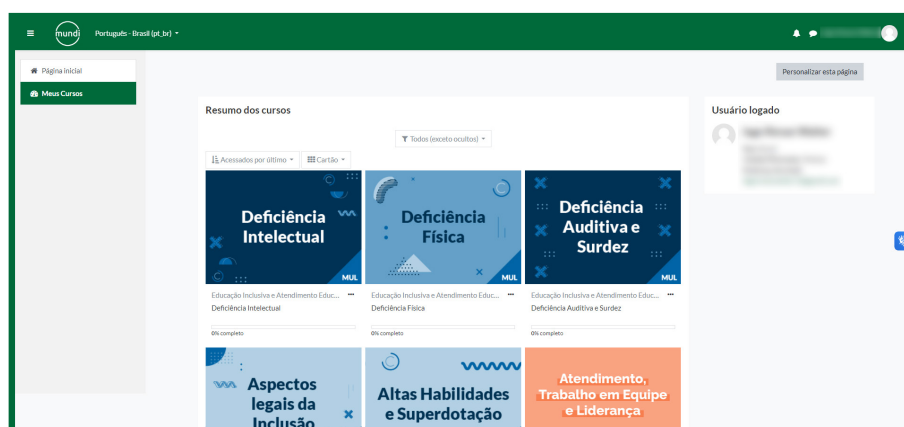 mundi
Português - Brasil (pt_br)
Página inicial
Meus Cursos
Personalizar esta página
Resumo dos cursos
Todos (exceto ocultos)
Acessados por último
Cartão
Deficiência
Intelectual
MUL
Educação Inclusiva e Atendimento Educ...
Deficiência Intelectual
0% completo
Deficiência
Física
MUL
Educação Inclusiva e Atendimento Educ...
Deficiência Física
0% completo
Deficiência
Auditiva e
Surdez
MUL
Educação Inclusiva e Atendimento Educ...
Deficiência Auditiva e Surdez
0% completo
Aspectos
legais da
Inclusão
Altas Habilidades
e Superdotação
Atendimento,
Trabalho em Equipe
e Liderança
Usuário logado